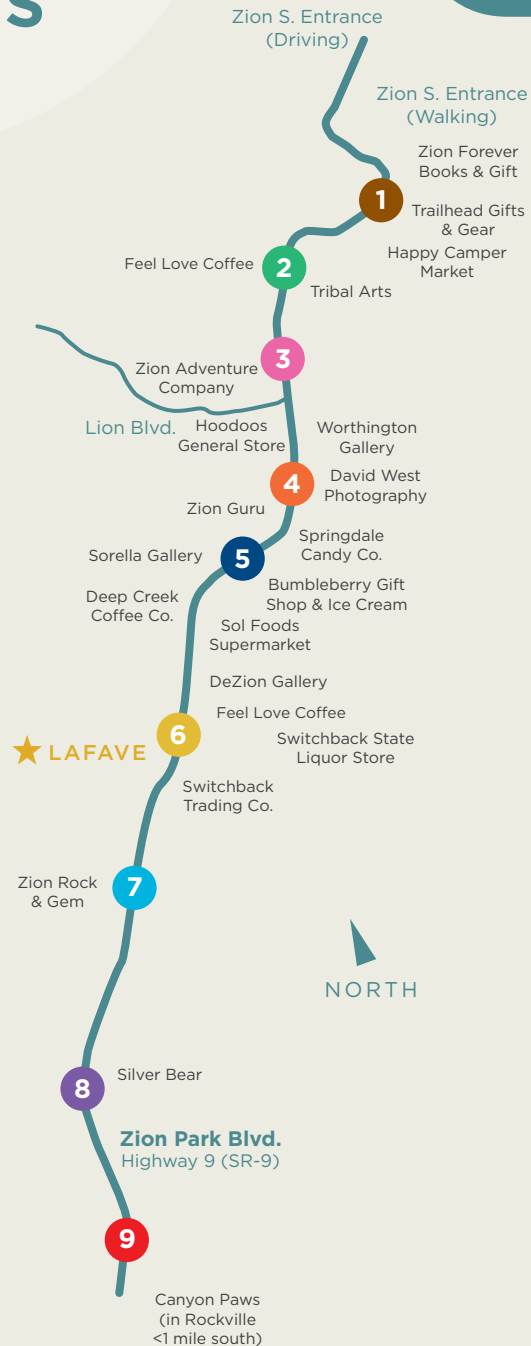 S
Zion S. Entrance
(Driving)
Zion S. Entrance
(Walking)
Zion Forever
Books & Gift
1
Trailhead Gifts
& Gear
Happy Camper
Market
Feel Love Coffee
2
Tribal Arts
3
Zion Adventure
Company
Lion Blvd.
Hoodoos
General Store
Worthington
Gallery
4
David West
Photography
Zion Guru
Springdale
Candy Co.
Sorella Gallery
5
Bumbleberry Gift
Shop & Ice Cream
Deep Creek
Coffee Co.
Sol Foods
Supermarket
DeZion Gallery
Feel Love Coffee
6
Switchback State
Liquor Store
LAFAVE
Switchback
Trading Co.
Zion Rock
& Gem
7
NORTH
8
Silver Bear
Zion Park Blvd.
Highway 9 (SR-9)
9
Canyon Paws
(in Rockville
<1 mile south)